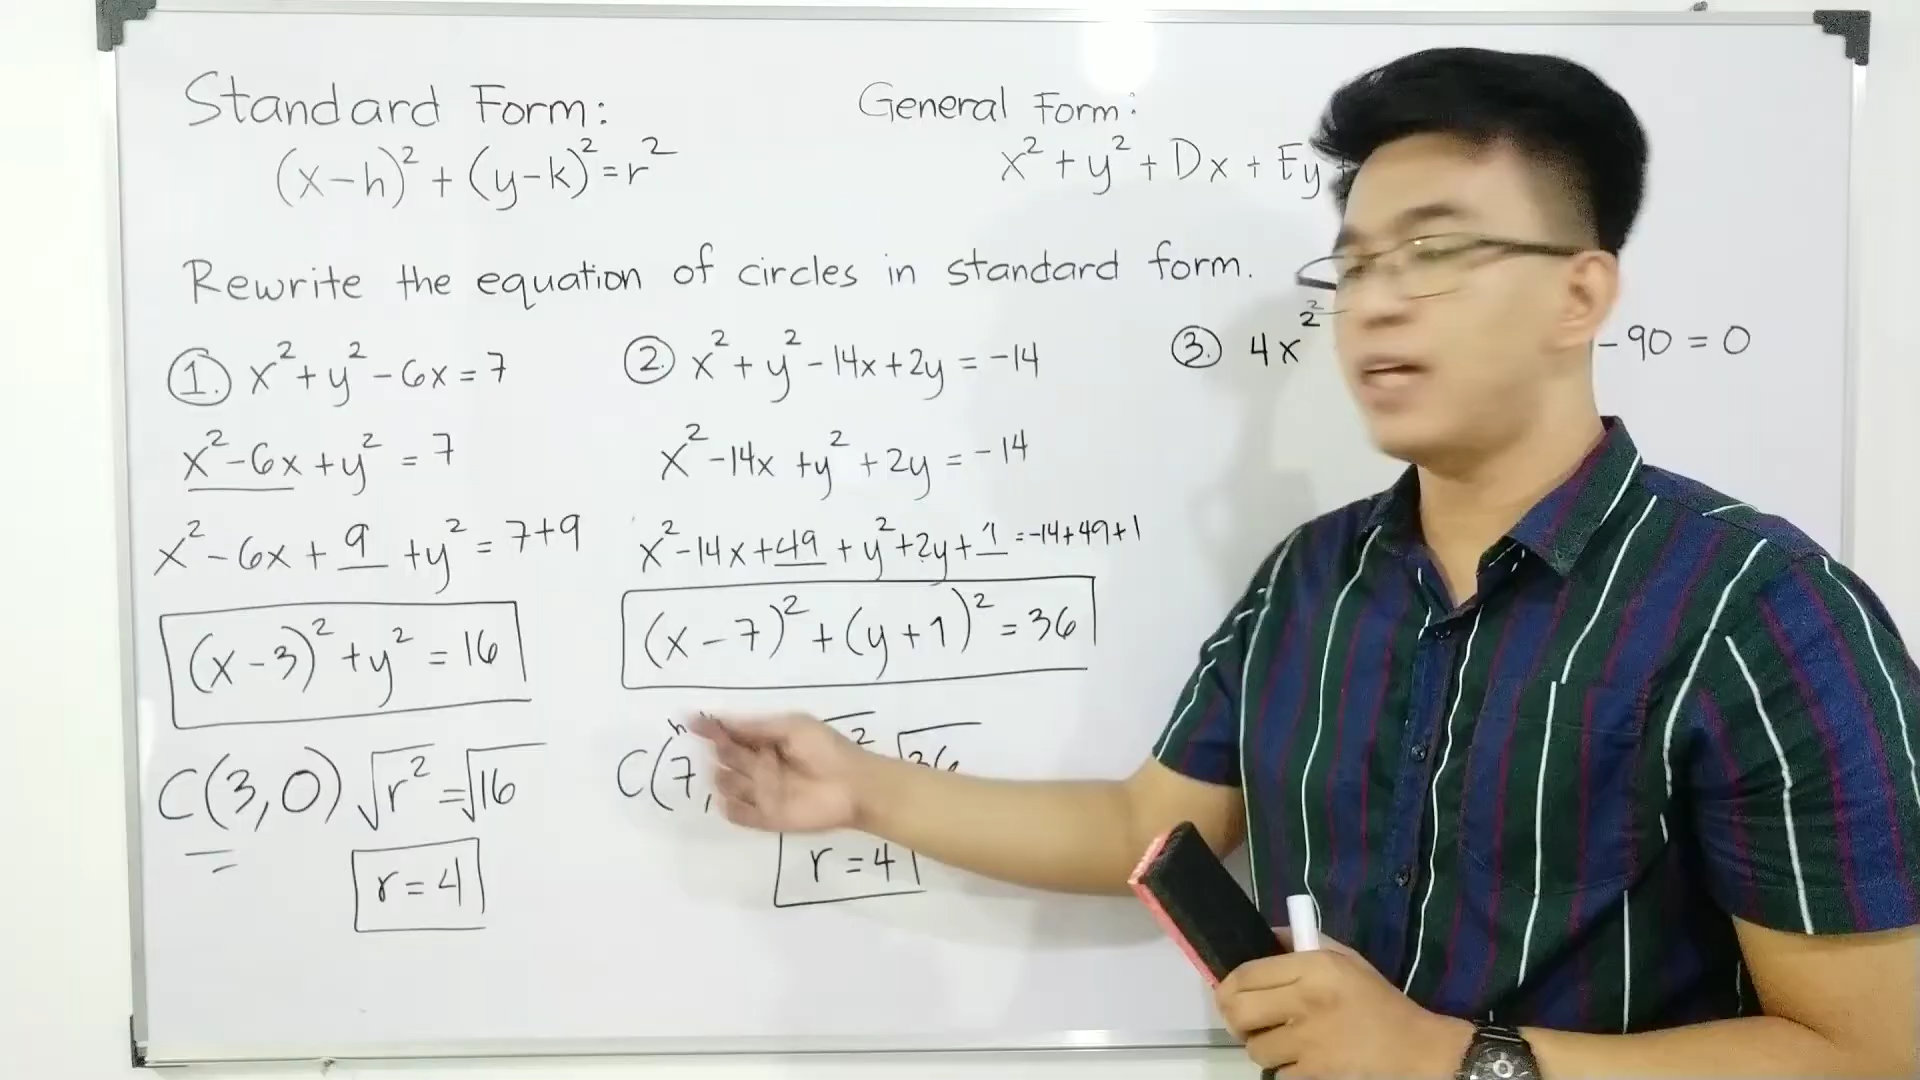 Standard Form:
(x-h)² + (y-k)² = r²
General Form:
x² + y² + Dx + Ey +
Rewrite the equation of circles in standard form.
1. x² + y² - 6x = 7
x² - 6x + y² = 7
x² - 6x + 9 + y² = 7+9
(x-3)² + y² = 16
C(3,0) √r² = √16
r = 4
2. x² + y² - 14x + 2y = -14
x² - 14x + y² + 2y = -14
x² - 14x + 49 + y² + 2y + 1 = -14+49+1
(x-7)² + (y+1)² = 36
h
C(7, ² √36
r = 4
3. 4x² - 90 = 0